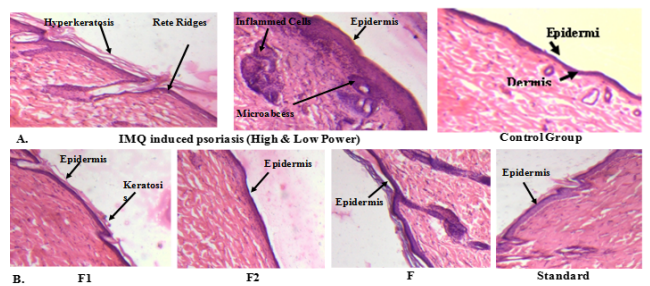 Hyperkeratosis
Rete Ridges
Inflammed Cells
Epidermis
Microabcess
Epidermi
Dermis
A.
IMQ induced psoriasis (High & Low Power)
Control Group
Epidermis
Keratosi
s
Epidermis
Epidermis
Epidermis
B.
F1
F2
F
Standard